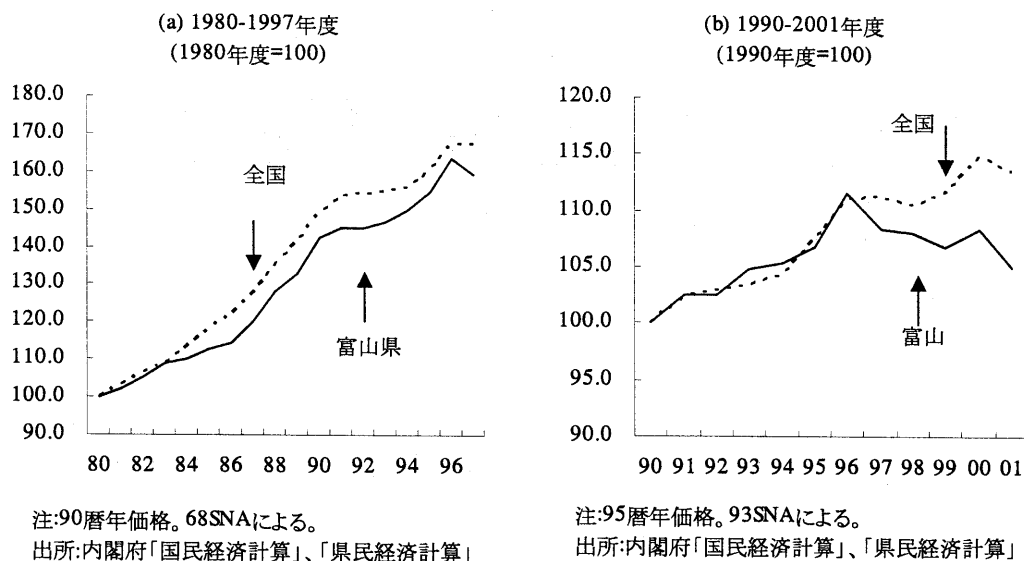 (a) 1980-1997年度
(1980年度=100)
180.0
170.0
160.0
150.0
140.0
130.0
120.0
110.0
100.0
90.0
全国
富山県
80 82 84 86 88 90 92 94 96
注:90暦年価格。68SNAによる。
出所:内閣府「国民経済計算」、「県民経済計算」
(b) 1990-2001年度
(1990年度=100)
120.0
115.0
110.0
105.0
100.0
95.0
90.0
全国
富山
90 91 92 93 94 95 96 97 98 99 00 01
注:95暦年価格。93SNAによる。
出所:内閣府「国民経済計算」、「県民経済計算」